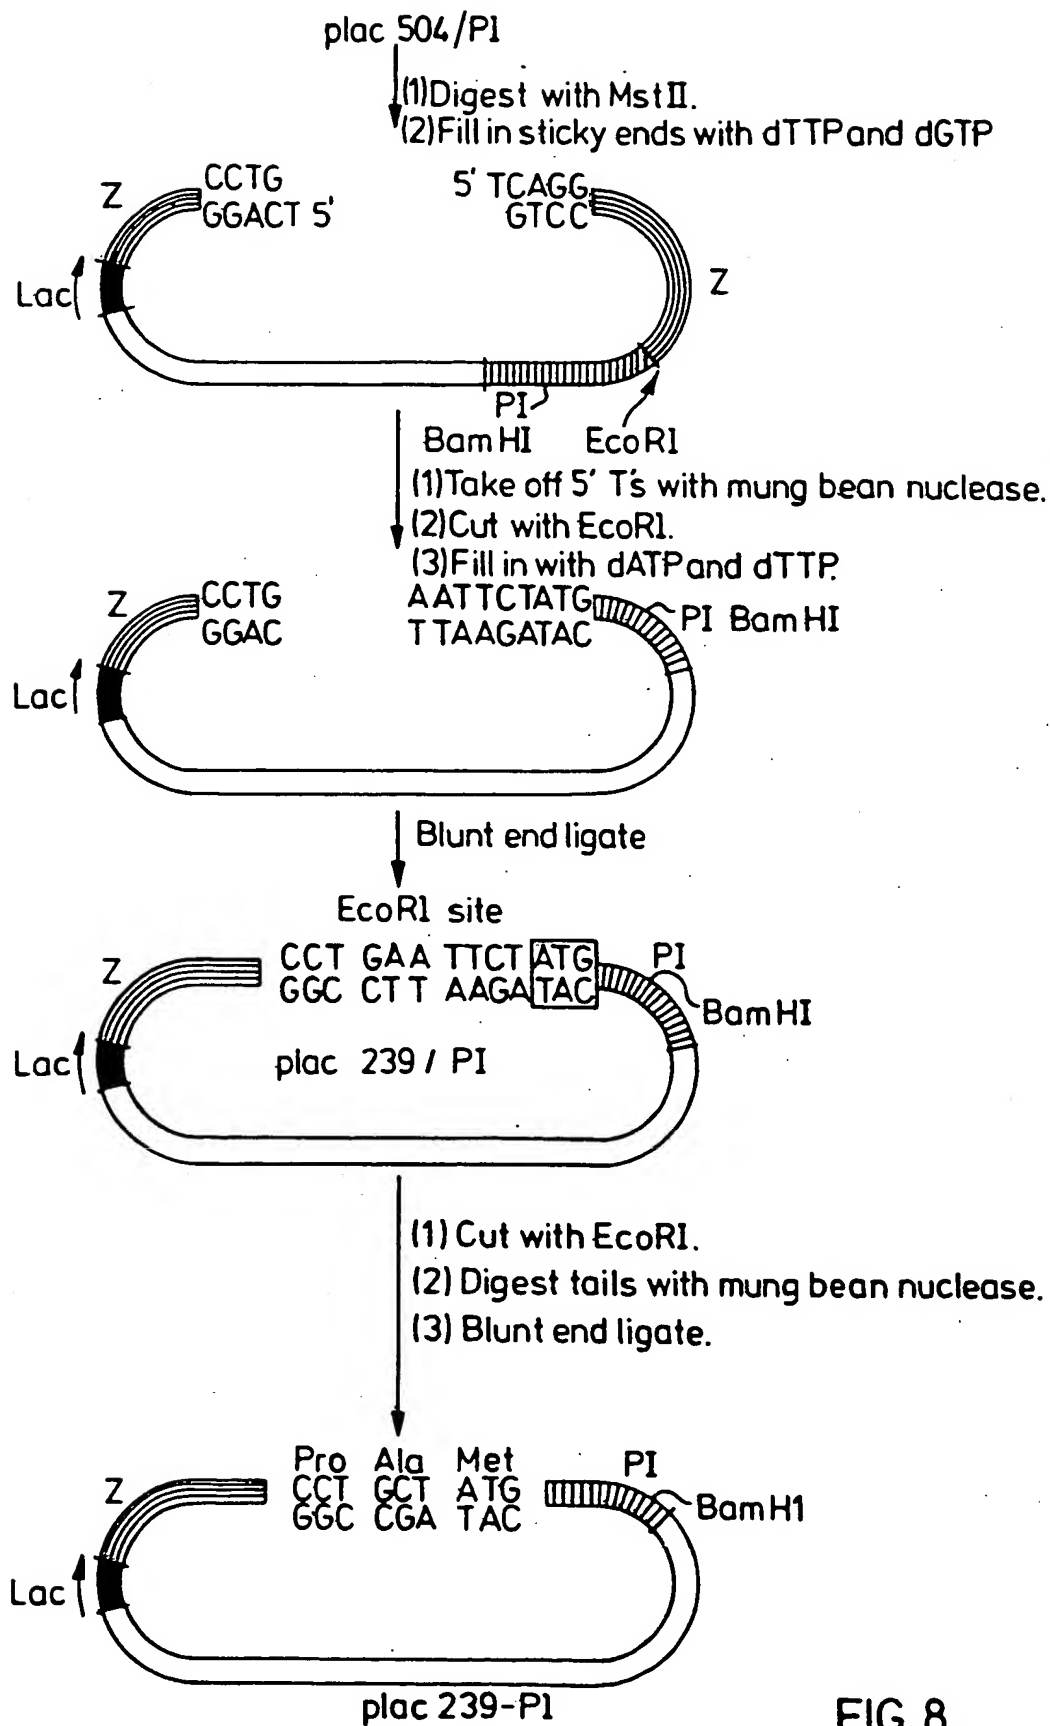 plac 504/PI
(1)Digest with MstII.
(2)Fill in sticky ends with dTTP and dGTP
Z
CCTG
GGACT 5'
5' TCAGG
GTCC
Lac
Z
PI
BamHI
EcoRI
(1)Take off 5' T's with mung bean nuclease.
(2)Cut with EcoRI.
(3)Fill in with dATP and dTTP.
Z
CCTG
GGAC
AATTCTATG
TTAAGATAC
PI BamHI
Lac
Blunt end ligate
EcoRI site
Z
CCT GAA TTCT ATG
GGC CTT AAGA TAC
PI
BamHI
Lac
plac 239 / PI
(1) Cut with EcoRI.
(2) Digest tails with mung bean nuclease.
(3) Blunt end ligate.
Pro Ala Met
Z
CCT GCT ATG
GGC CGA TAC
PI
BamH1
Lac
plac 239-PI
FIG. 8